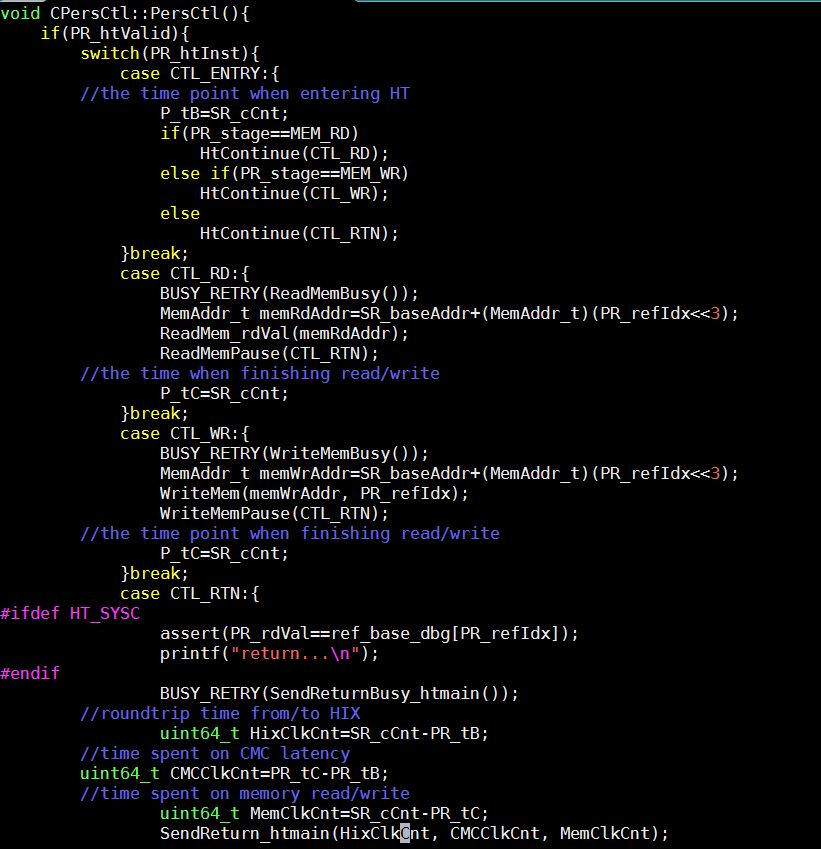 void CPersCtl::PersCtl(){
    if(PR_htValid){
        switch(PR_htInst){
            case CTL_ENTRY:{
        //the time point when entering HT
                P_tB=SR_cCnt;
                if(PR_stage==MEM_RD)
                    HtContinue(CTL_RD);
                else if(PR_stage==MEM_WR)
                    HtContinue(CTL_WR);
                else
                    HtContinue(CTL_RTN);
            }break;
            case CTL_RD:{
                BUSY_RETRY(ReadMemBusy());
                MemAddr_t memRdAddr=SR_baseAddr+(MemAddr_t)(PR_refIdx<<3);
                ReadMem_rdVal(memRdAddr);
                ReadMemPause(CTL_RTN);
        //the time when finishing read/write
                P_tC=SR_cCnt;
            }break;
            case CTL_WR:{
                BUSY_RETRY(WriteMemBusy());
                MemAddr_t memWrAddr=SR_baseAddr+(MemAddr_t)(PR_refIdx<<3);
                WriteMem(memWrAddr, PR_refIdx);
                WriteMemPause(CTL_RTN);
        //the time point when finishing read/write
                P_tC=SR_cCnt;
            }break;
            case CTL_RTN:{
#ifdef HT_SYSC
                assert(PR_rdVal==ref_base_dbg[PR_refIdx]);
                printf("return...\n");
#endif
                BUSY_RETRY(SendReturnBusy_htmain());
        //roundtrip time from/to HIX
                uint64_t HixClkCnt=SR_cCnt-PR_tB;
        //time spent on CMC latency
        uint64_t CMCClkCnt=PR_tC-PR_tB;
        //time spent on memory read/write
                uint64_t MemClkCnt=SR_cCnt-PR_tC;
                SendReturn_htmain(HixClkCnt, CMCClkCnt, MemClkCnt);